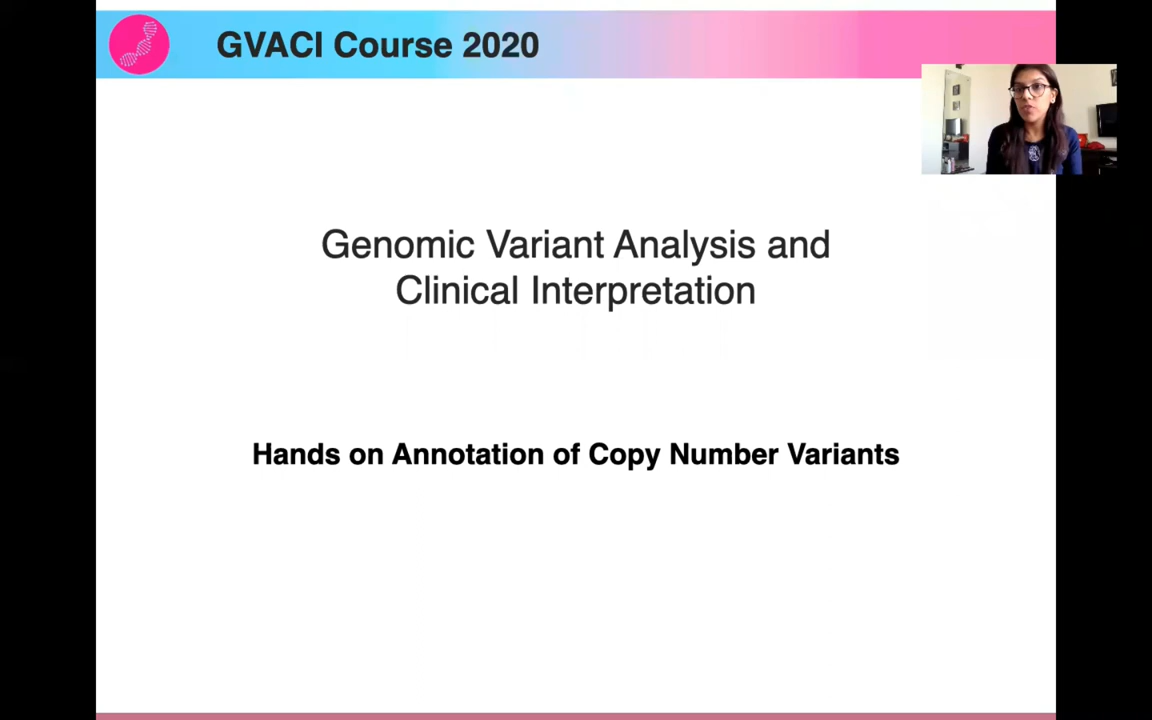 GVACI Course 2020
Genomic Variant Analysis and
Clinical Interpretation
Hands on Annotation of Copy Number Variants